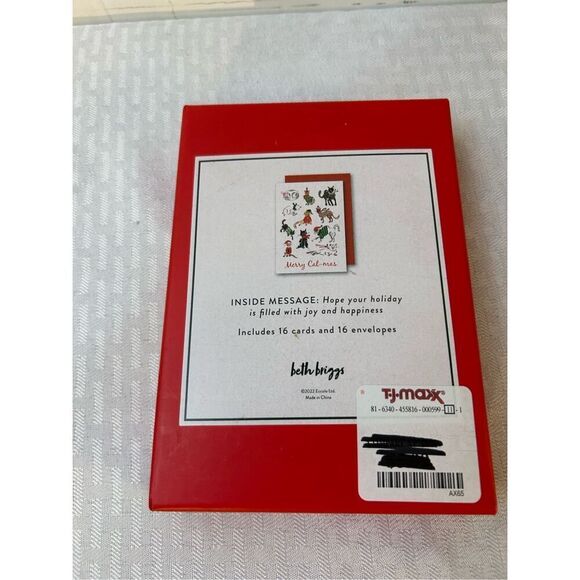 Merry Cat-mas
INSIDE MESSAGE: Hope your holiday
is filled with joy and happiness
Includes 16 cards and 16 envelopes
beth briggs
©2022 Eccolo Ltd.
Made in China
T•J•maxx®
81 - 6340 - 455816 - 000599 - 11 - 1
AX65